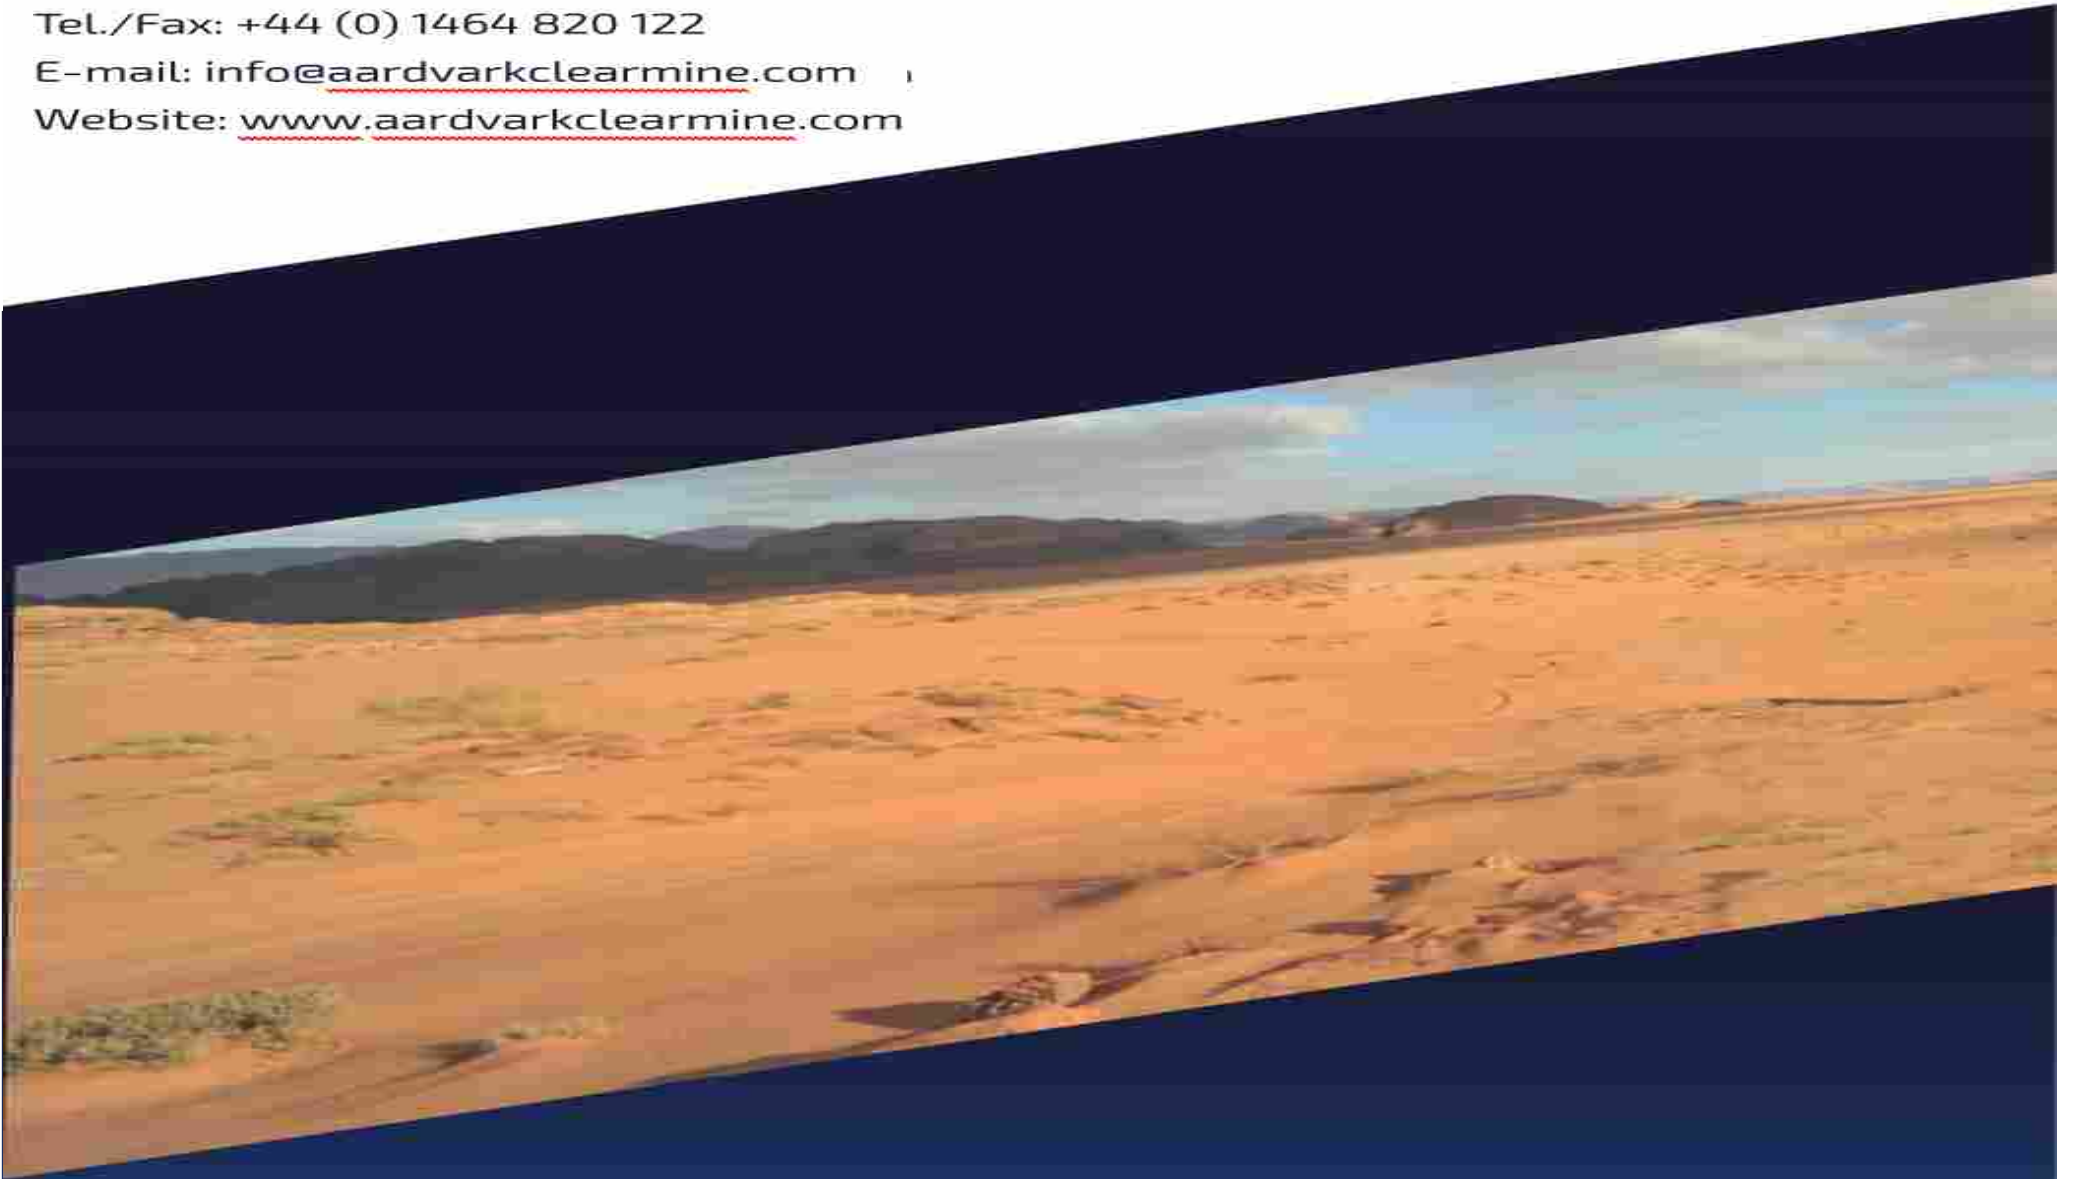 Tel./Fax: +44 (0) 1464 820 122
E-mail: info@aardvarkclearmine.com
Website: www.aardvarkclearmine.com